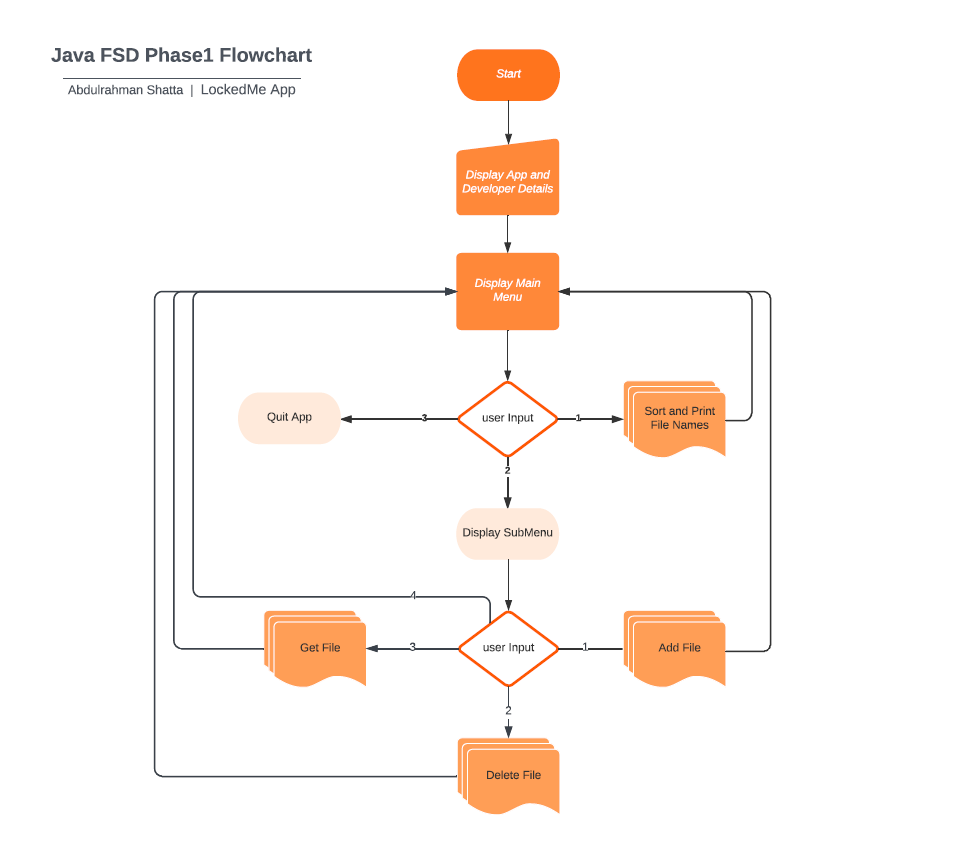 Java FSD Phase1 Flowchart
Abdulrahman Shatta | LockedMe App
Start
Display App and
Developer Details
Display Main
Menu
Quit App
3
user Input
1
Sort and Print
File Names
2
Display SubMenu
4
Get File
3
user Input
1
Add File
2
Delete File